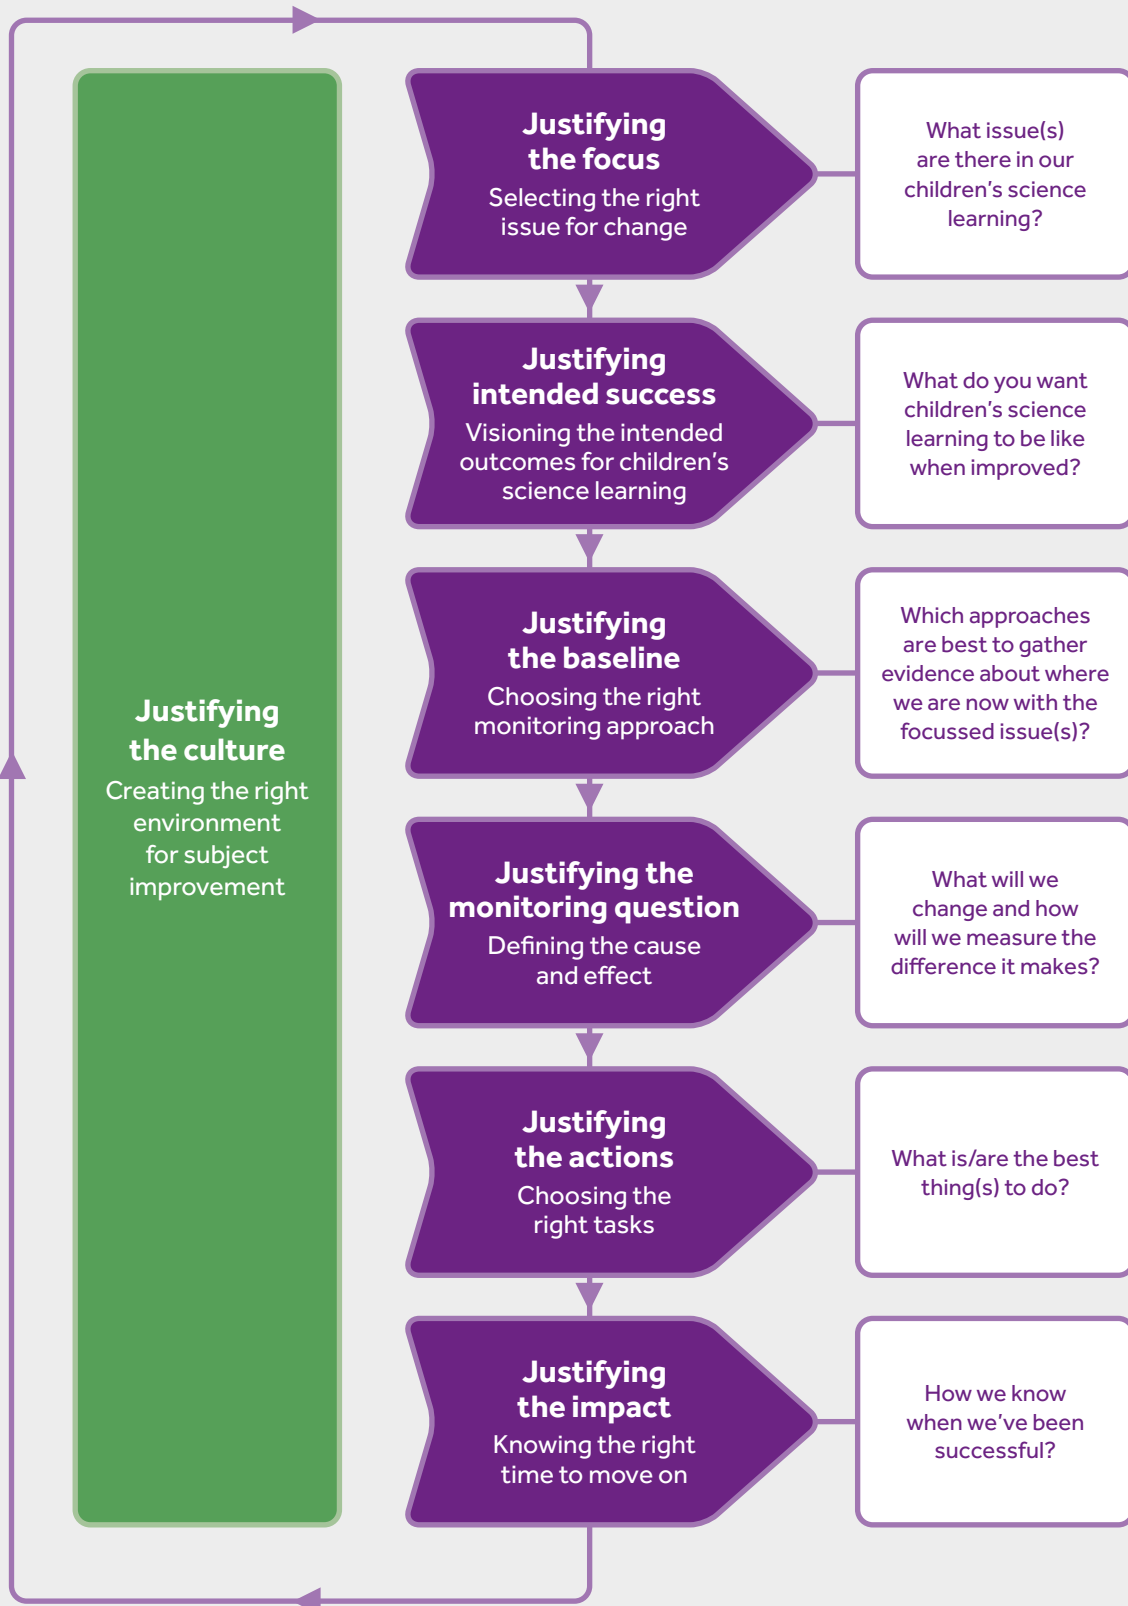 Justifying
the culture
Creating the right
environment
for subject
improvement
Justifying
the focus
Selecting the right
issue for change
What issue(s)
are there in our
children's science
learning?
Justifying
intended success
Visioning the intended
outcomes for children's
science learning
What do you want
children's science
learning to be like
when improved?
Justifying
the baseline
Choosing the right
monitoring approach
Which approaches
are best to gather
evidence about where
we are now with the
focussed issue(s)?
Justifying the
monitoring question
Defining the cause
and effect
What will we
change and how
will we measure the
difference it makes?
Justifying
the actions
Choosing the
right tasks
What is/are the best
thing(s) to do?
Justifying
the impact
Knowing the right
time to move on
How we know
when we've been
successful?